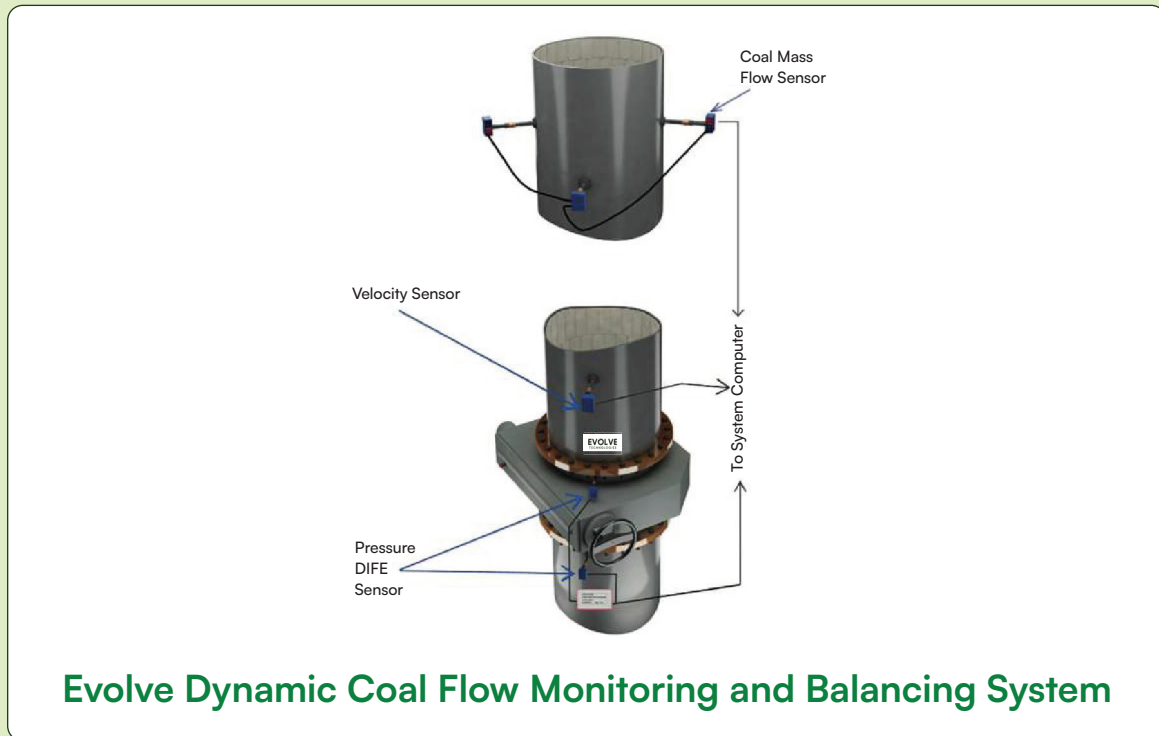 Coal Mass
Flow Sensor
Velocity Sensor
To System Computer
EVOLVE
TECHNOLOGIES
Pressure
DIFE
Sensor
Evolve Dynamic Coal Flow Monitoring and Balancing System